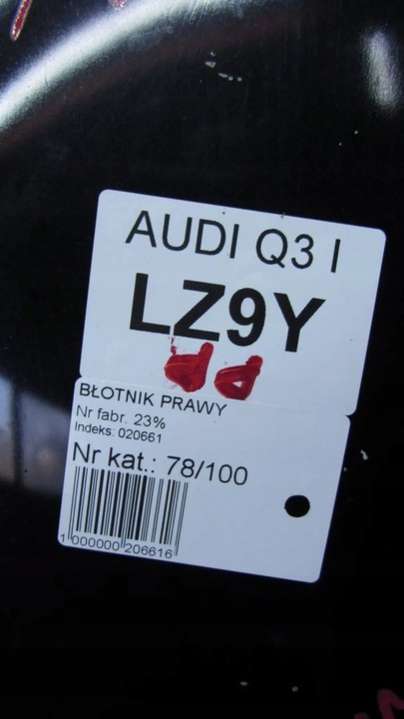 AUDI Q3 I
LZ9Y
BŁOTNIK PRAWY
Nr fabr. 23%
Indeks: 020661
Nr kat.: 78/100
1 000000 206616